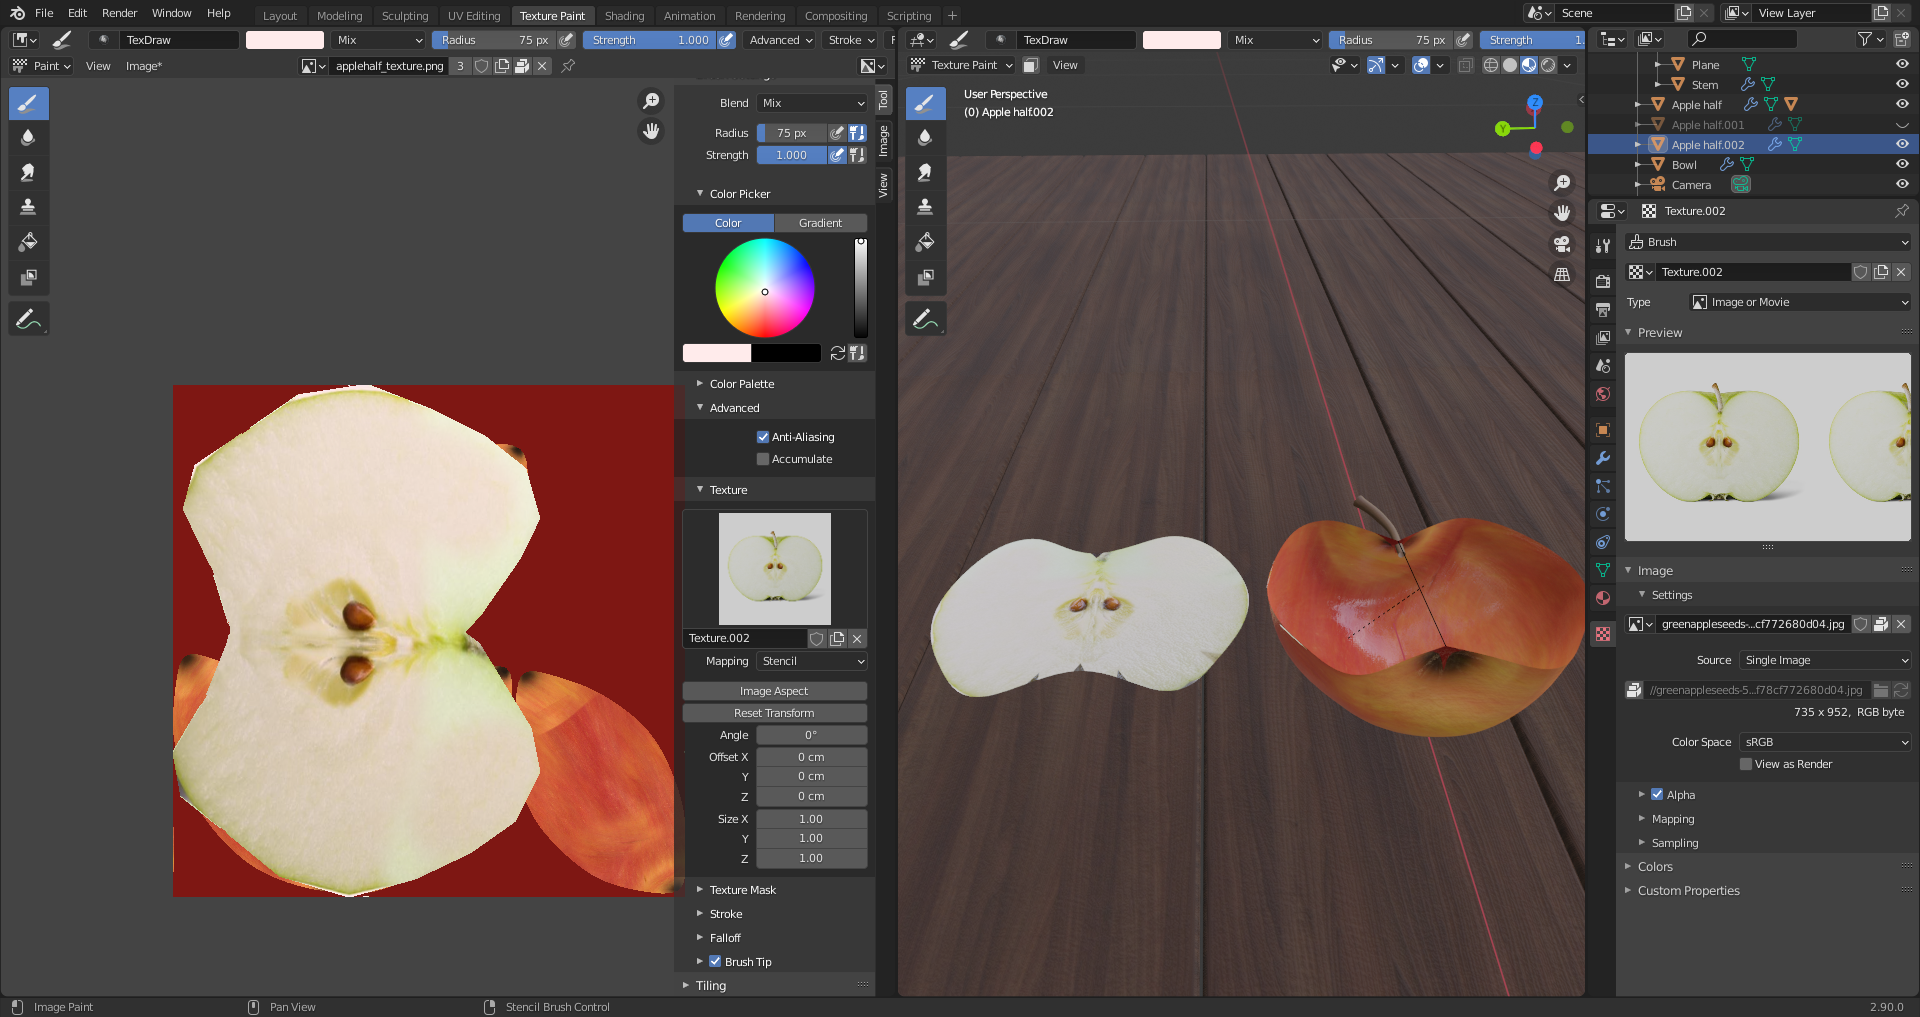 File Edit Render Window Help Layout Modeling Sculpting UV Editing Texture Paint Shading Animation Rendering Compositing Scripting + Scene View Layer
TexDraw Mix Radius 75 px Strength 1.000 Advanced Stroke F
TexDraw Mix Radius 75 px Strength 1.
Paint View Image* applehalf_texture.png 3
Texture Paint View
User Perspective
(0) Apple half.002
Z
Y
Blend Mix
Radius 75 px
Strength 1.000
Color Picker
Color Gradient
Color Palette
Advanced
Anti-Aliasing
Accumulate
Texture
Texture.002
Mapping Stencil
Image Aspect
Reset Transform
Angle 0°
Offset X 0 cm
Y 0 cm
Z 0 cm
Size X 1.00
Y 1.00
Z 1.00
Texture Mask
Stroke
Falloff
Brush Tip
Tiling
Tool
Image
View
Plane
Stem
Apple half
Apple half.001
Apple half.002
Bowl
Camera
Texture.002
Brush
Texture.002
Type Image or Movie
Preview
Image
Settings
greenappleseeds-...cf772680d04.jpg
Source Single Image
//greenappleseeds-5...f78cf772680d04.jpg
735 x 952, RGB byte
Color Space sRGB
View as Render
Alpha
Mapping
Sampling
Colors
Custom Properties
Image Paint Pan View Stencil Brush Control 2.90.0